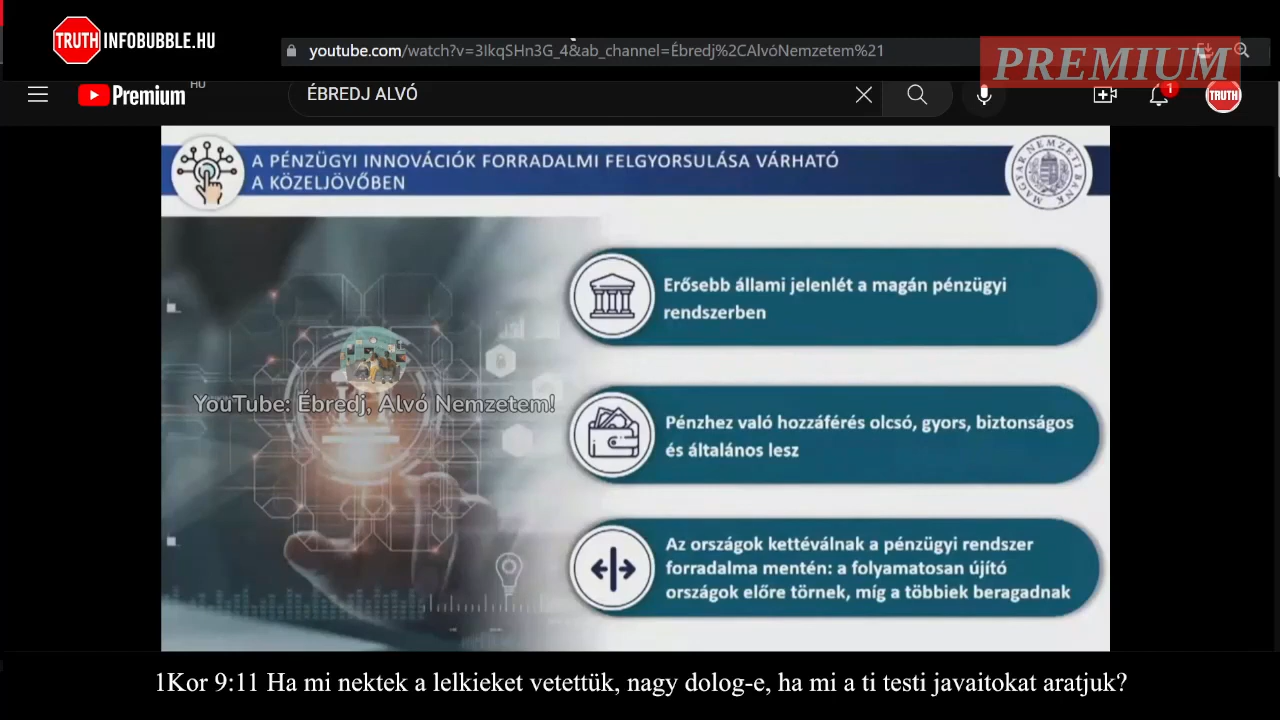 TRUTH INFOBUBBLE.HU
youtube.com/watch?v=3IkqSHn3G_4&ab_channel=Ébredj%2CAlvóNemzetem%21
PREMIUM
Premium HU
ÉBREDJ ALVÓ
1
TRUTH
A PÉNZÜGYI INNOVÁCIÓK FORRADALMI FELGYORSULÁSA VÁRHATÓ
A KÖZELJÖVŐBEN
MAGYAR NEMZETI BANK
Erősebb állami jelenlét a magán pénzügyi
rendszerben
YouTube: Ébredj, Alvó Nemzetem!
Pénzhez való hozzáférés olcsó, gyors, biztonságos
és általános lesz
Az országok kettéválnak a pénzügyi rendszer
forradalma mentén: a folyamatosan újító
országok előre törnek, míg a többiek beragadnak
1Kor 9:11 Ha mi nektek a lelkieket vetettük, nagy dolog-e, ha mi a ti testi javaitokat aratjuk?